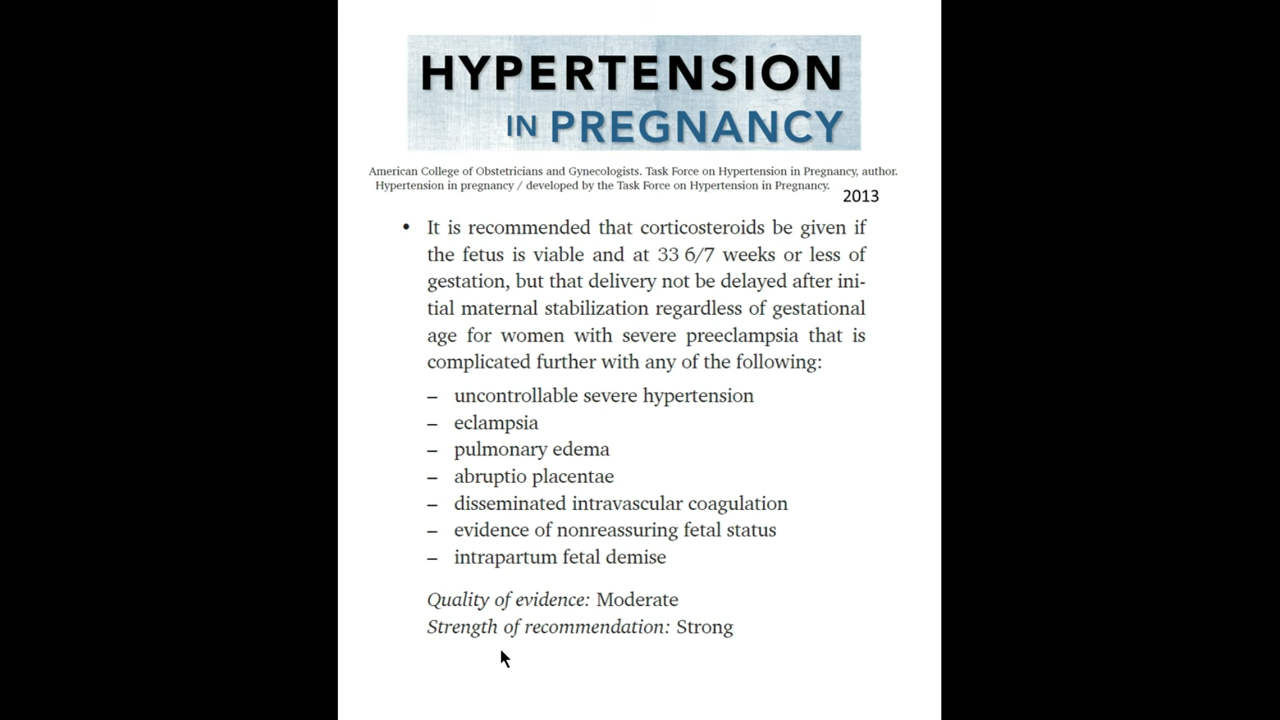 HYPERTENSION
IN PREGNANCY
American College of Obstetricians and Gynecologists. Task Force on Hypertension in Pregnancy, author.
Hypertension in pregnancy / developed by the Task Force on Hypertension in Pregnancy.
2013
• It is recommended that corticosteroids be given if
the fetus is viable and at 33 6/7 weeks or less of
gestation, but that delivery not be delayed after ini-
tial maternal stabilization regardless of gestational
age for women with severe preeclampsia that is
complicated further with any of the following:
– uncontrollable severe hypertension
– eclampsia
– pulmonary edema
– abruptio placentae
– disseminated intravascular coagulation
– evidence of nonreassuring fetal status
– intrapartum fetal demise
Quality of evidence: Moderate
Strength of recommendation: Strong